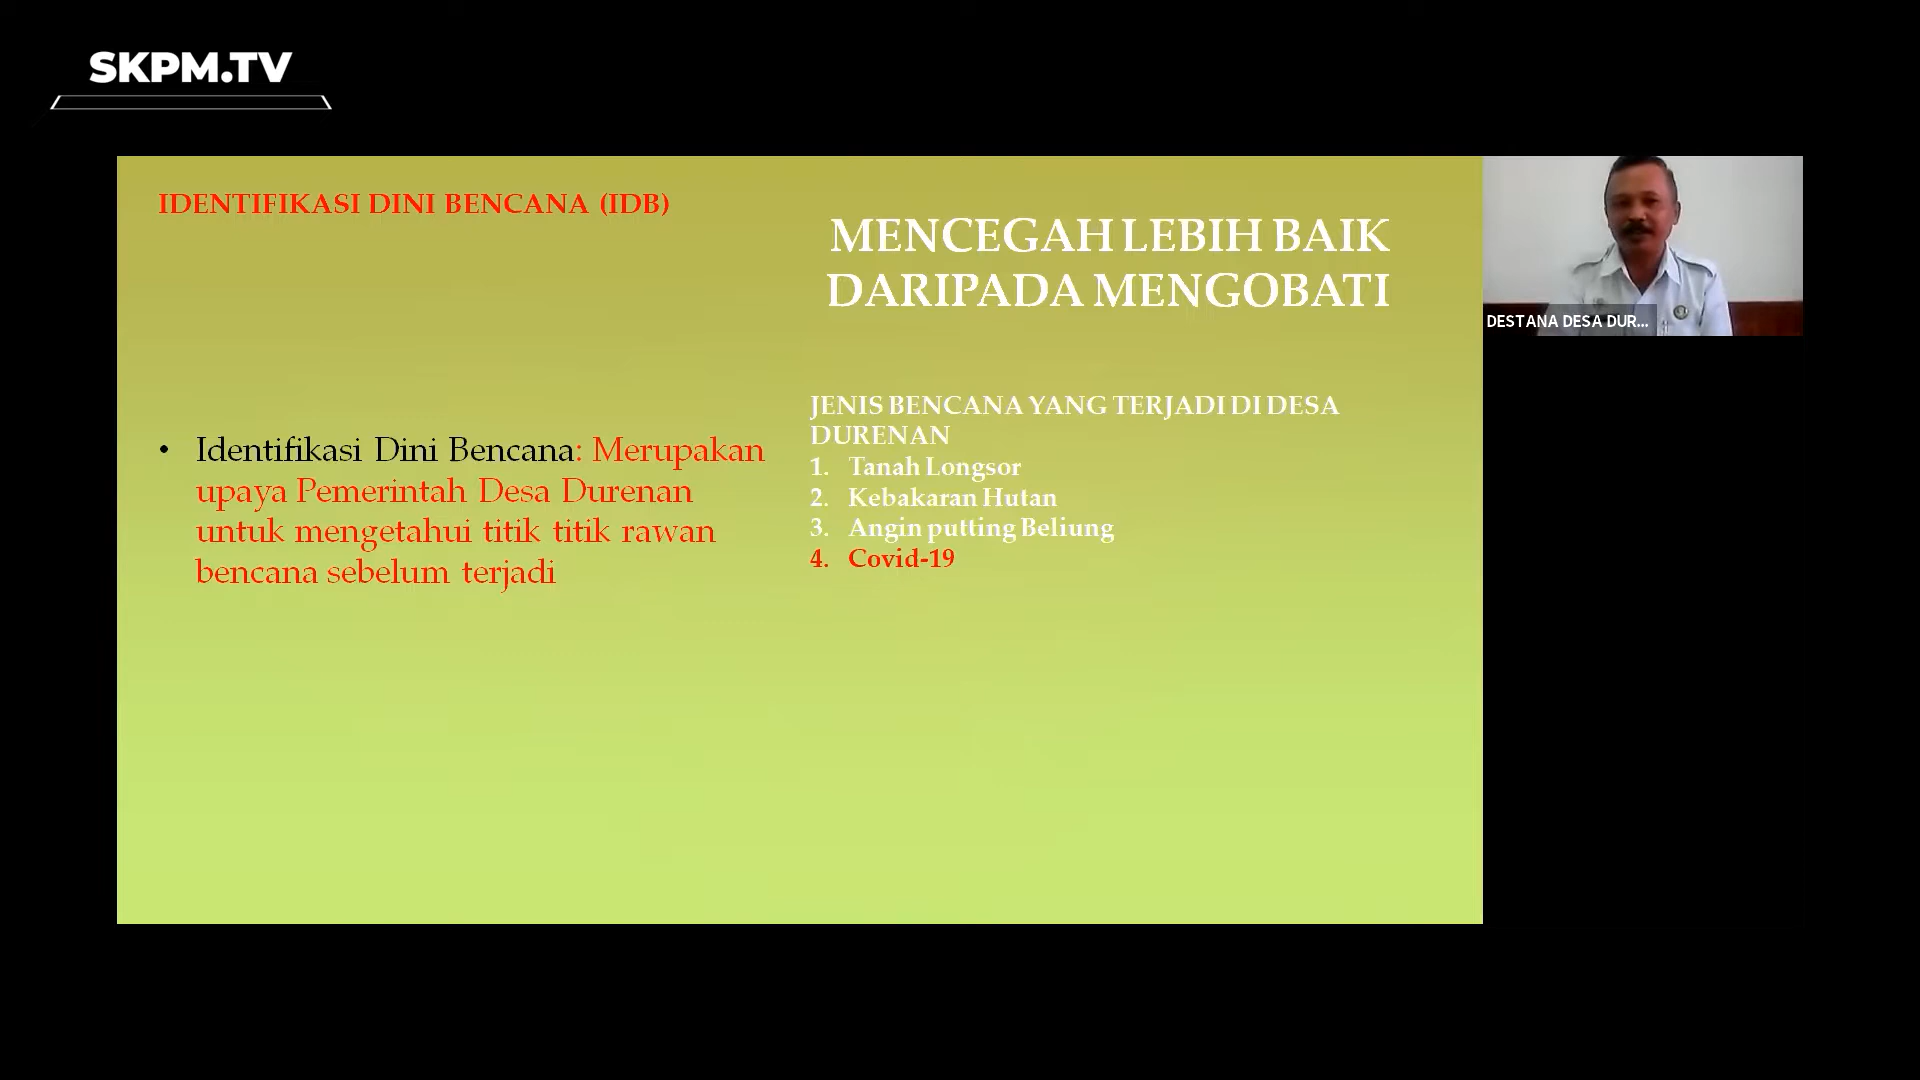 SKPM.TV
IDENTIFIKASI DINI BENCANA (IDB)
• Identifikasi Dini Bencana: Merupakan
upaya Pemerintah Desa Durenan
untuk mengetahui titik titik rawan
bencana sebelum terjadi
MENCEGAH LEBIH BAIK
DARIPADA MENGOBATI
JENIS BENCANA YANG TERJADI DI DESA
DURENAN
1. Tanah Longsor
2. Kebakaran Hutan
3. Angin putting Beliung
4. Covid-19
DESTANA DESA DUR...